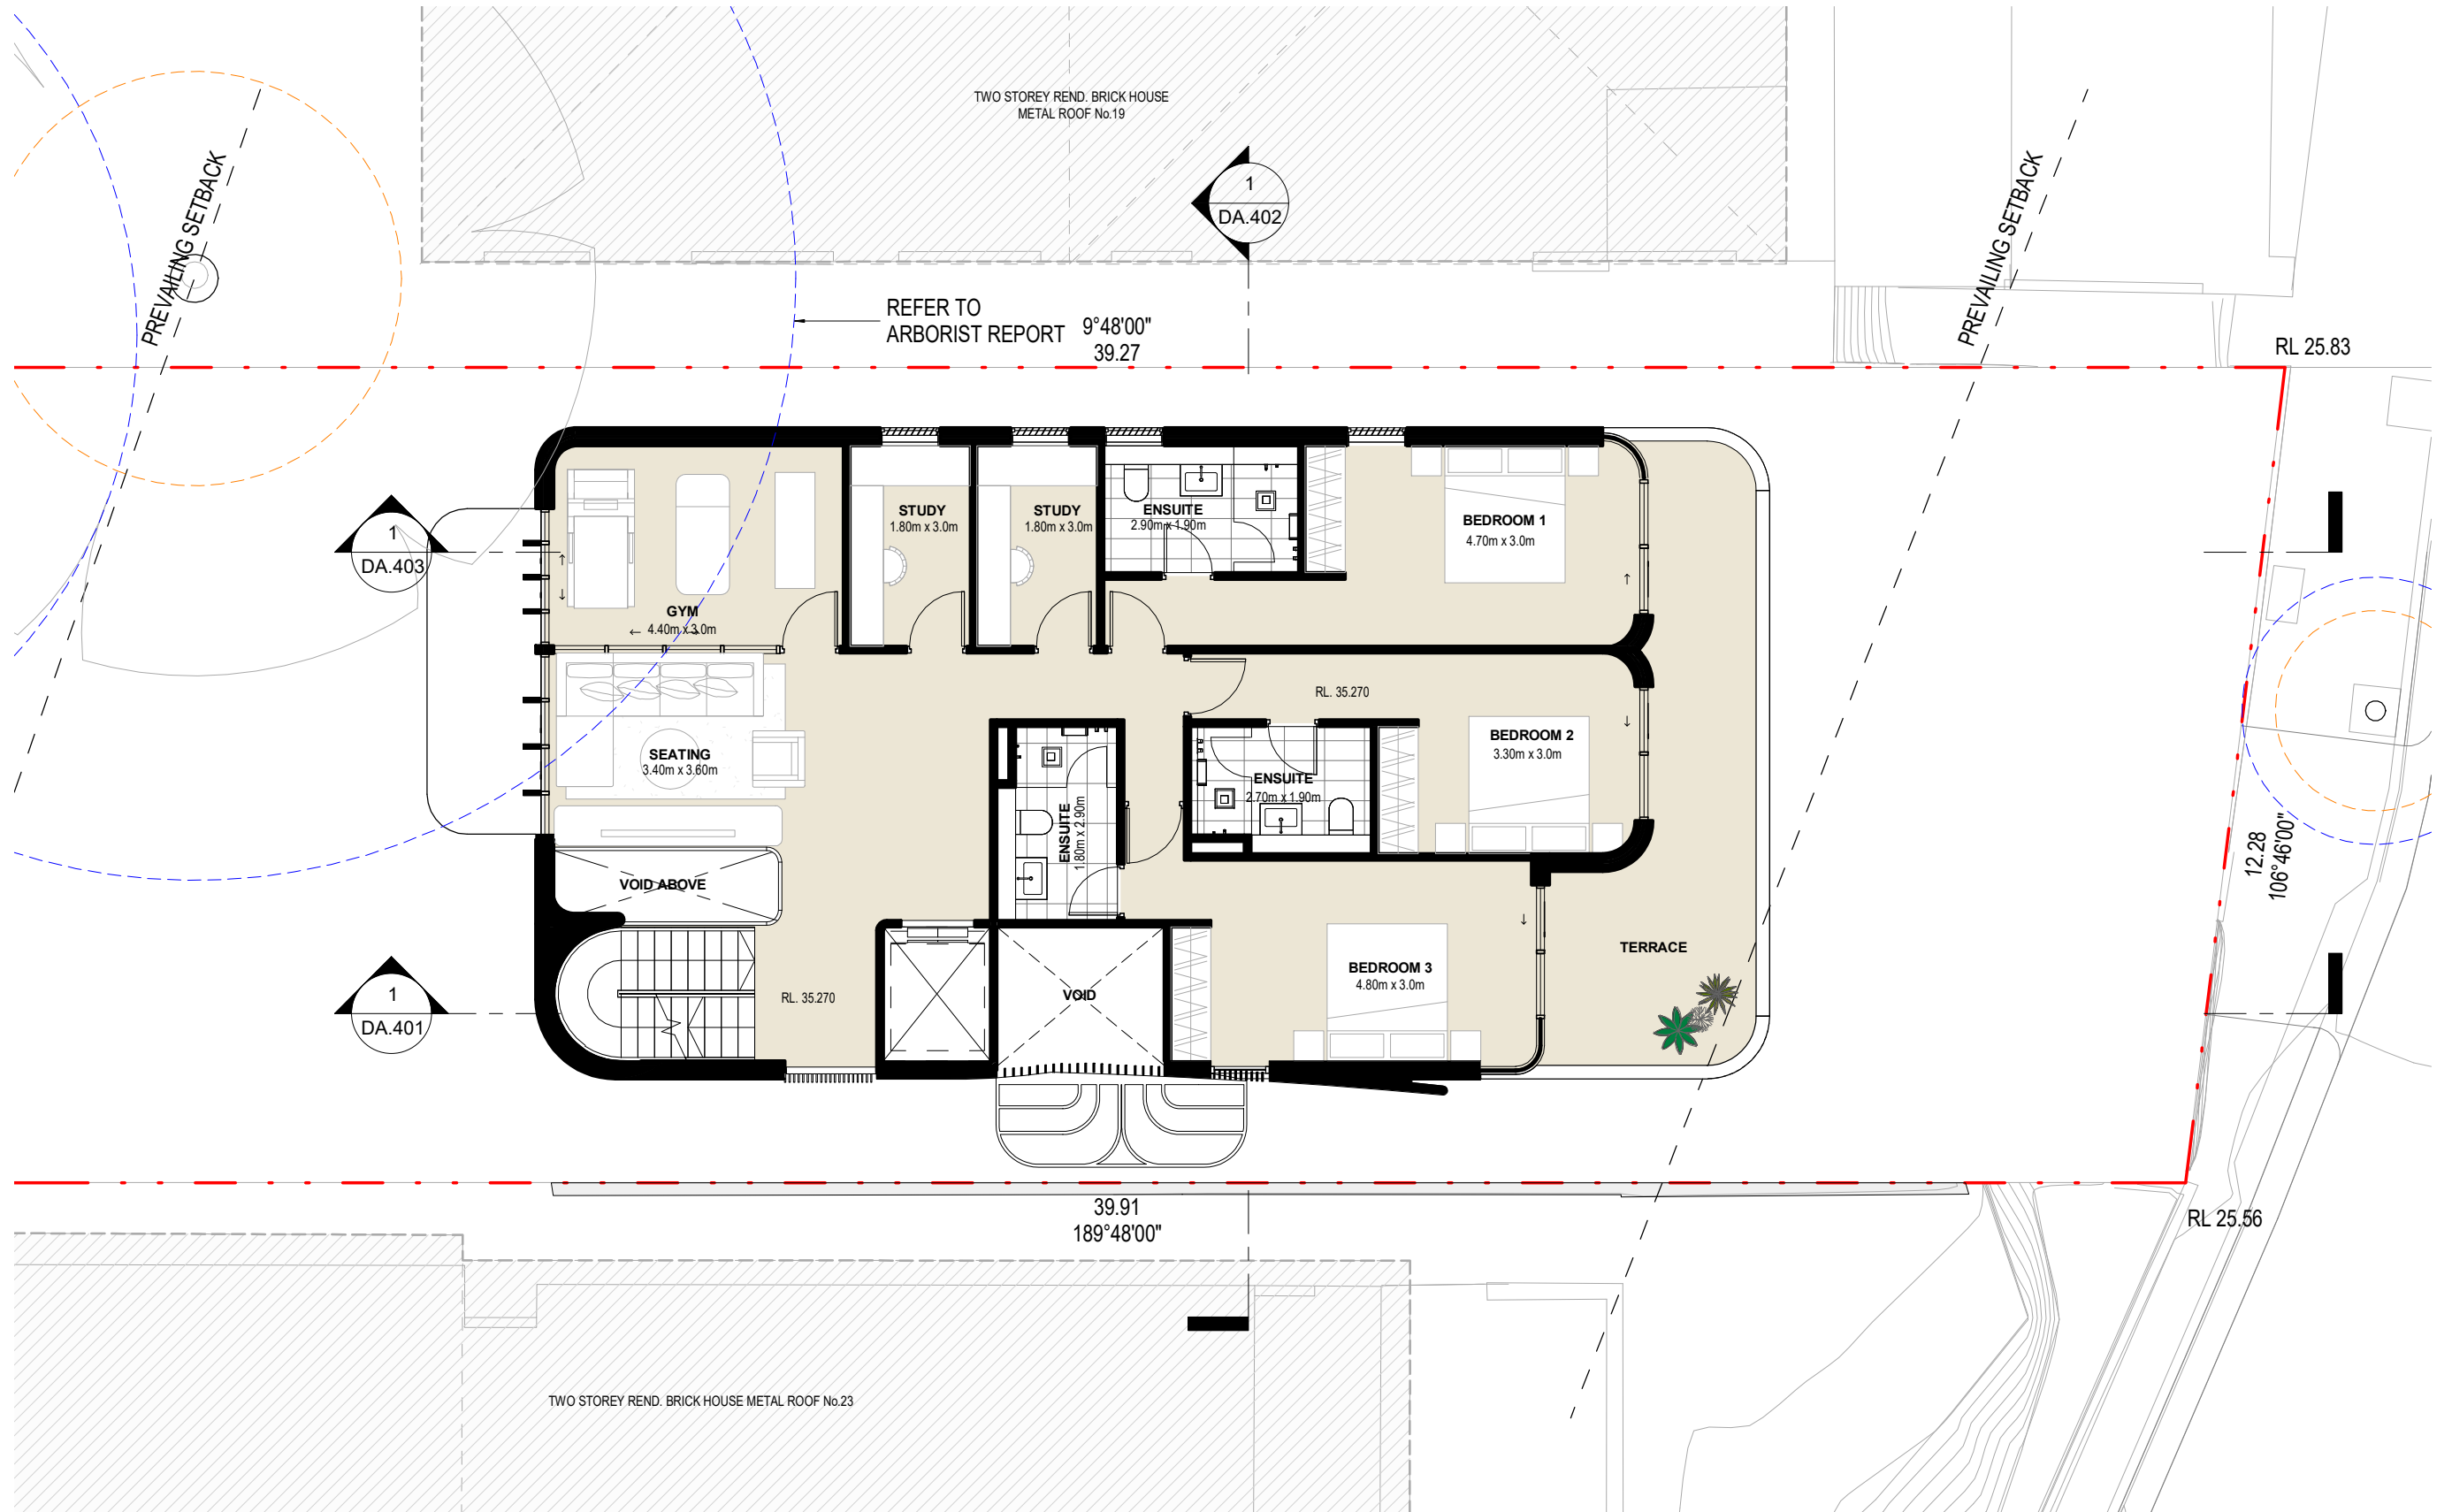 TWO STOREY REND. BRICK HOUSE
METAL ROOF No.19
PREVAILING SETBACK
PREVAILING SETBACK
1
DA.402
REFER TO
ARBORIST REPORT
9°48'00"
39.27
RL 25.83
1
DA.403
STUDY
1.80m x 3.0m
STUDY
1.80m x 3.0m
ENSUITE
2.90m x 1.90m
BEDROOM 1
4.70m x 3.0m
GYM
4.40m x 3.0m
RL. 35.270
SEATING
3.40m x 3.60m
BEDROOM 2
3.30m x 3.0m
ENSUITE
2.70m x 1.90m
ENSUITE
1.80m x 2.90m
12.28
106°46'00"
VOID ABOVE
TERRACE
BEDROOM 3
4.80m x 3.0m
VOID
RL. 35.270
1
DA.401
39.91
189°48'00"
RL 25.56
TWO STOREY REND. BRICK HOUSE METAL ROOF No.23